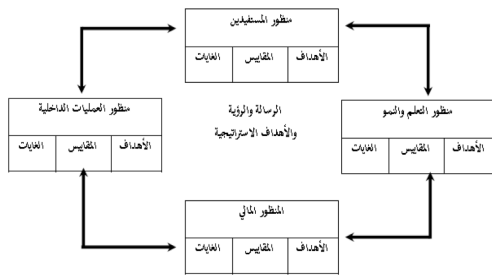 منظور المستفيدين
الأهداف المقاييس الغايات
منظور التعلم والنمو
الأهداف المقاييس الغايات
الرسالة والرؤية
والأهداف الاستراتيجية
منظور العمليات الداخلية
الأهداف المقاييس الغايات
المنظور المالي
الأهداف المقاييس الغايات